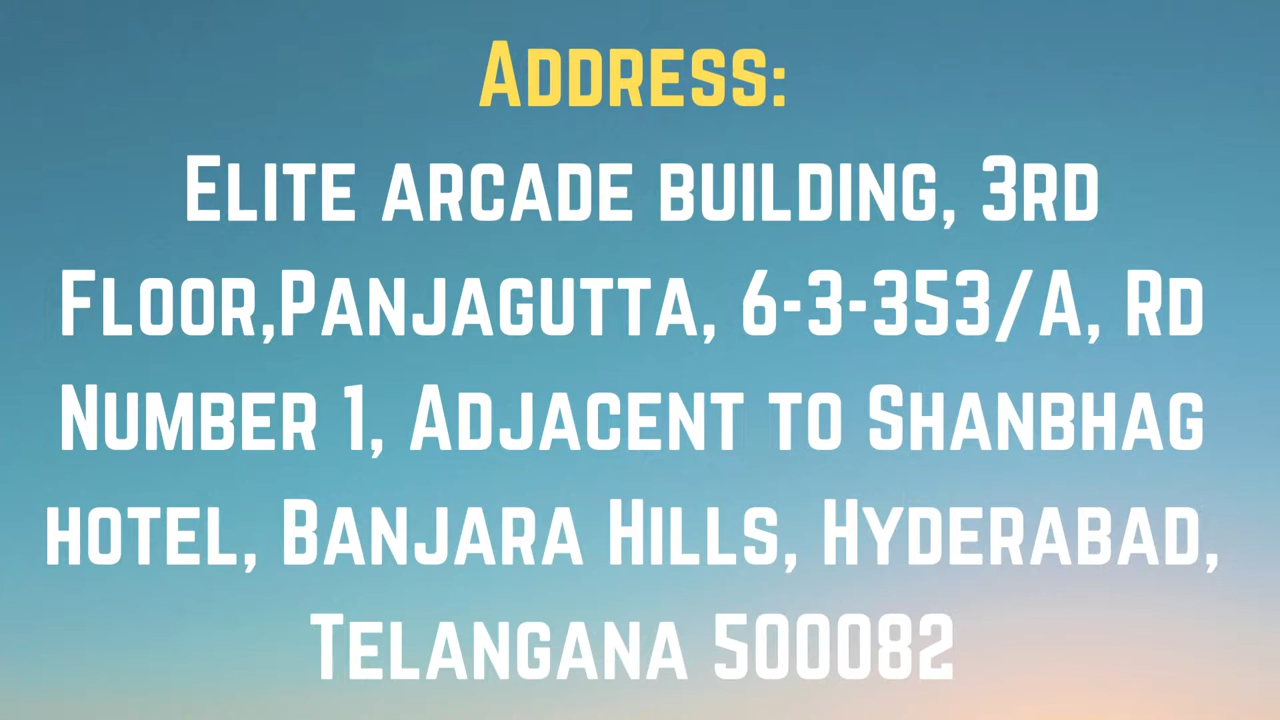 Address:
Elite arcade building, 3rd
Floor,Panjagutta, 6-3-353/A, Rd
Number 1, Adjacent to Shanbhag
hotel, Banjara Hills, Hyderabad,
Telangana 500082